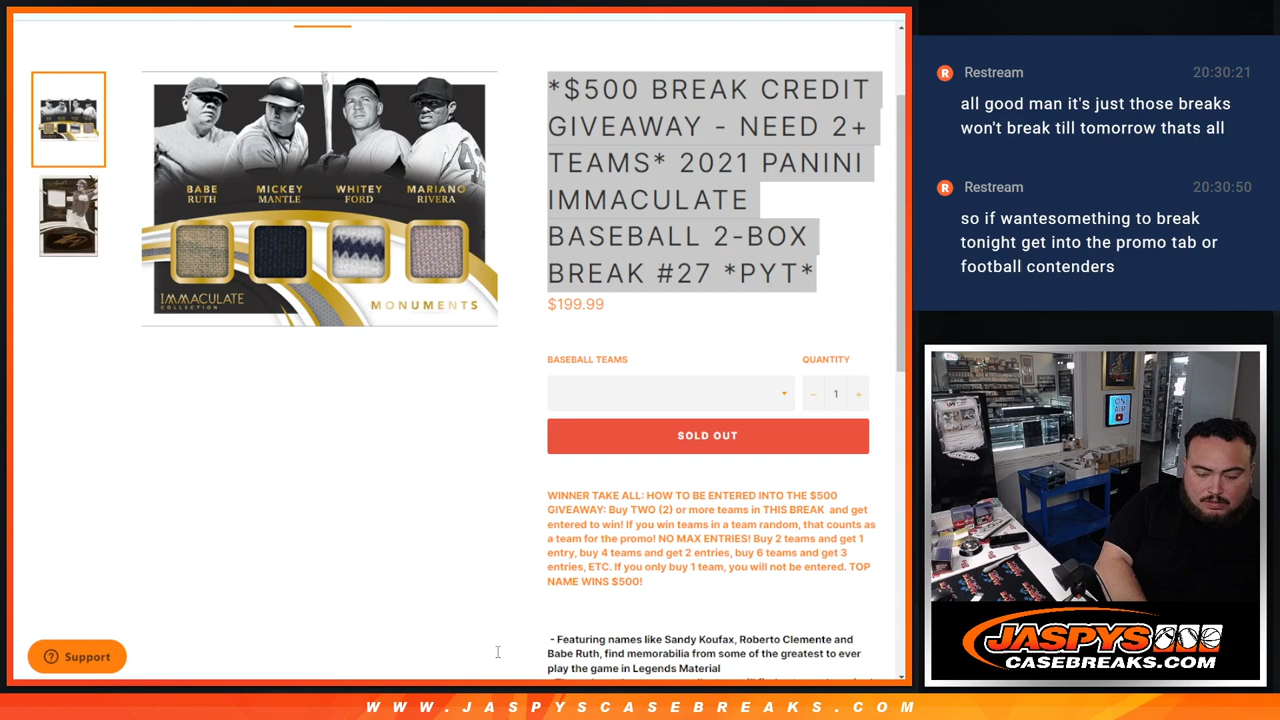 BABE
RUTH
MICKEY
MANTLE
WHITEY
FORD
MARIANO
RIVERA
IMMACULATE
COLLECTION
MONUMENTS
*$500 BREAK CREDIT
GIVEAWAY - NEED 2+
TEAMS* 2021 PANINI
IMMACULATE
BASEBALL 2-BOX
BREAK #27 *PYT*
$199.99
BASEBALL TEAMS
QUANTITY
− 1 +
SOLD OUT
WINNER TAKE ALL: HOW TO BE ENTERED INTO THE $500
GIVEAWAY: Buy TWO (2) or more teams in THIS BREAK and get
entered to win! If you win teams in a team random, that counts as
a team for the promo! NO MAX ENTRIES! Buy 2 teams and get 1
entry, buy 4 teams and get 2 entries, buy 6 teams and get 3
entries, ETC. If you only buy 1 team, you will not be entered. TOP
NAME WINS $500!
- Featuring names like Sandy Koufax, Roberto Clemente and
Babe Ruth, find memorabilia from some of the greatest to ever
play the game in Legends Material
Support
Restream 20:30:21
all good man it's just those breaks
won't break till tomorrow thats all
Restream 20:30:50
so if wantesomething to break
tonight get into the promo tab or
football contenders
ON
AIR
JASPYS
CASEBREAKS.COM
WWW.JASPYSCASEBREAKS.COM